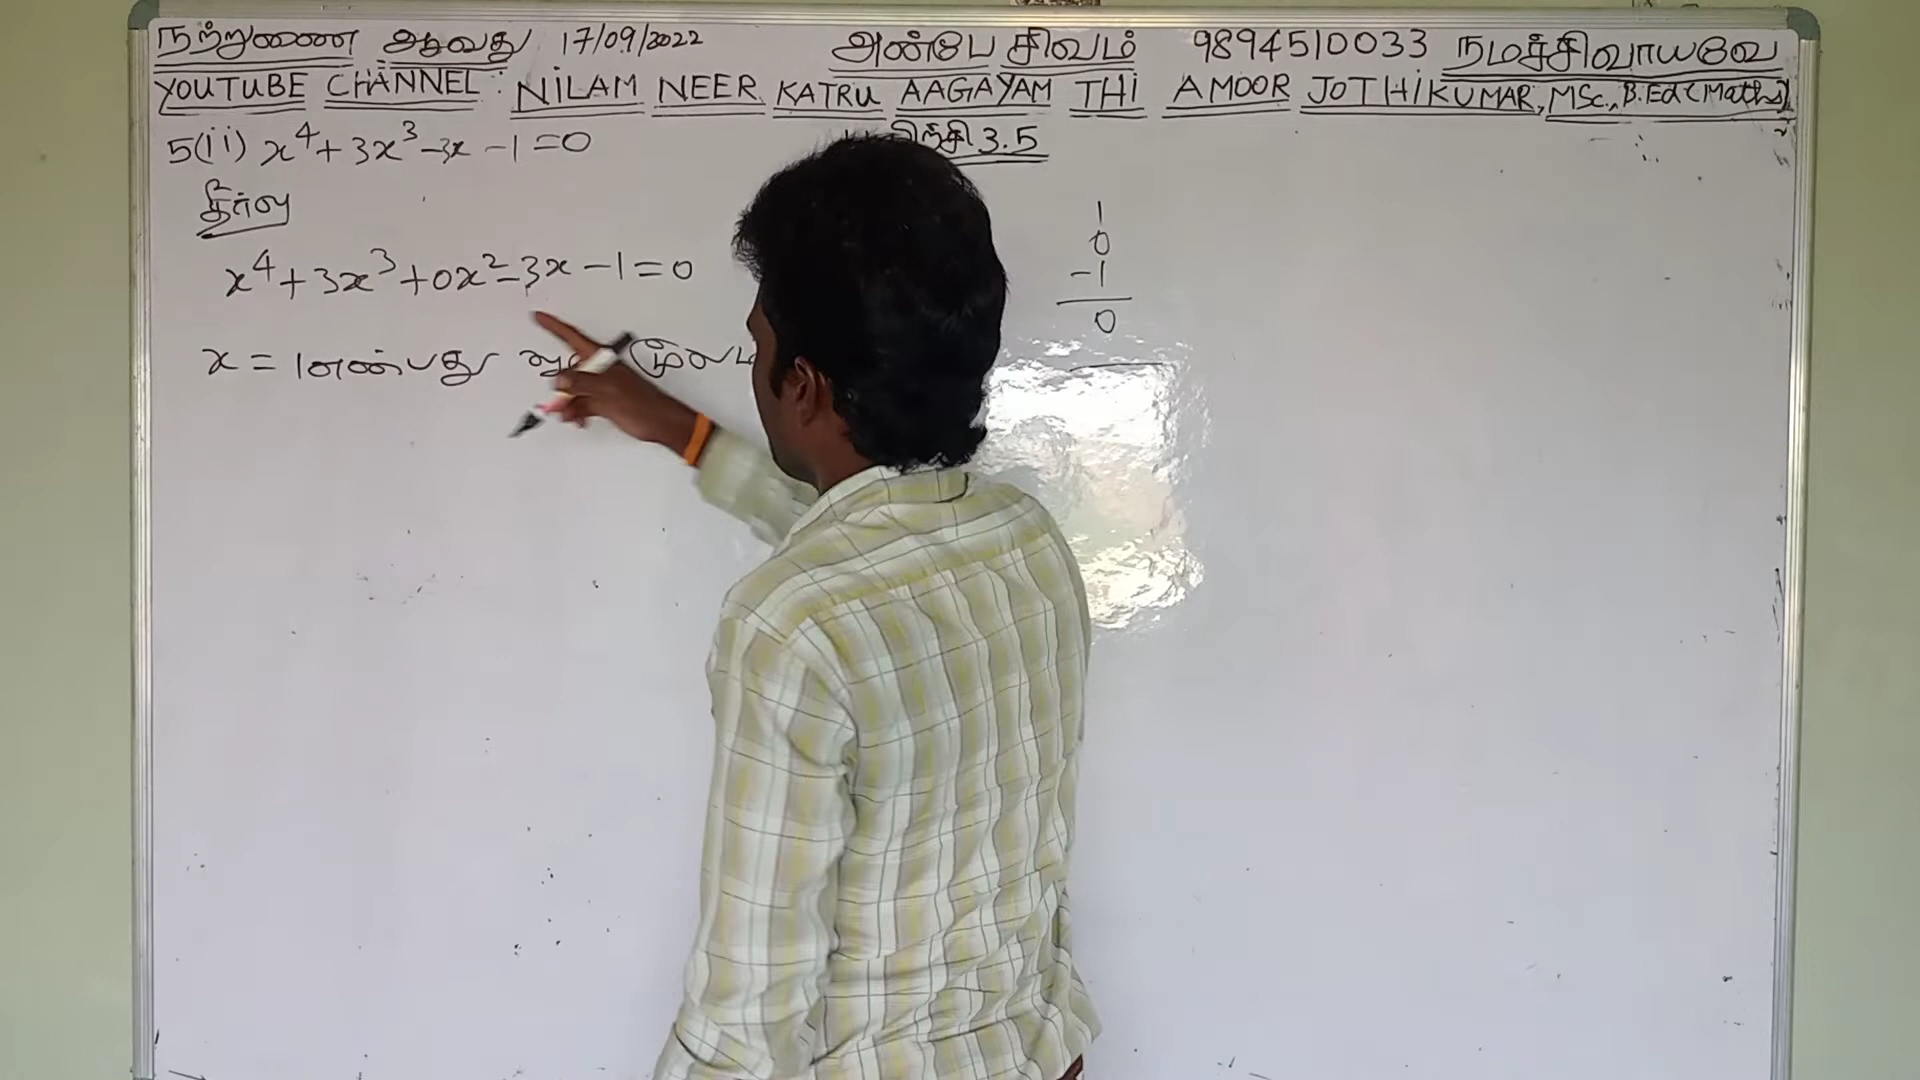 நற்றுணை ஆவது 17/09/2022 அன்பே சிவம் 9894510033 நமச்சிவாயவே
YOUTUBE CHANNEL : NILAM NEER KATRU AAGAYAM THI AMOOR JOTHIKUMAR, MSc., B.Ed (Maths)
5(ii) x⁴+3x³-3x-1=0 3.5
தீர்வு
x⁴+3x³+0x²-3x-1=0
x = 1 என்பது மூலம்
1
0
-1
0